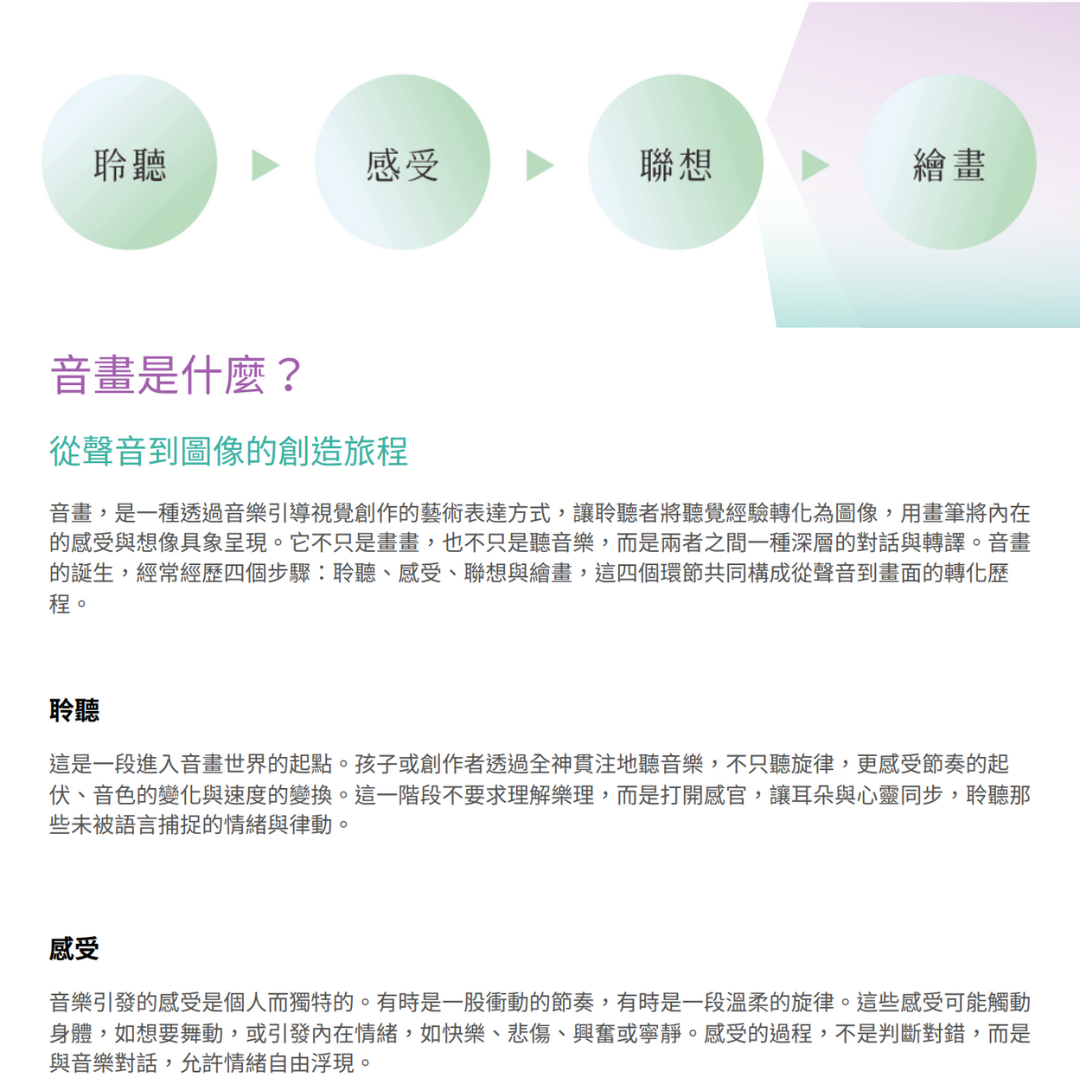 聆聽
感受
聯想
繪畫
音畫是什麼？
從聲音到圖像的創造旅程
音畫，是一種透過音樂引導視覺創作的藝術表達方式，讓聆聽者將聽覺經驗轉化為圖像，用畫筆將內在
的感受與想像具象呈現。它不只是畫畫，也不只是聽音樂，而是兩者之間一種深層的對話與轉譯。音畫
的誕生，經常經歷四個步驟：聆聽、感受、聯想與繪畫，這四個環節共同構成從聲音到畫面的轉化歷
程。
聆聽
這是一段進入音畫世界的起點。孩子或創作者透過全神貫注地聽音樂，不只聽旋律，更感受節奏的起
伏、音色的變化與速度的變換。這一階段不要求理解樂理，而是打開感官，讓耳朵與心靈同步，聆聽那
些未被語言捕捉的情緒與律動。
感受
音樂引發的感受是個人而獨特的。有時是一股衝動的節奏，有時是一段溫柔的旋律。這些感受可能觸動
身體，如想要舞動，或引發內在情緒，如快樂、悲傷、興奮或寧靜。感受的過程，不是判斷對錯，而是
與音樂對話，允許情緒自由浮現。